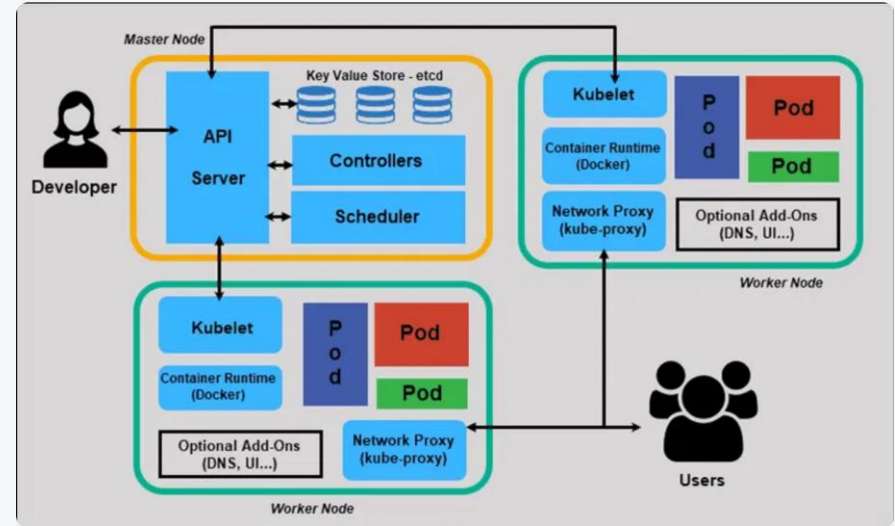 Master Node
Key Value Store - etcd
API
Server
Controllers
Scheduler
Developer
Kubelet
Container Runtime
(Docker)
Network Proxy
(kube-proxy)
P
o
d
Pod
Pod
Optional Add-Ons
(DNS, UI...)
Worker Node
Kubelet
Container Runtime
(Docker)
P
o
d
Pod
Pod
Optional Add-Ons
(DNS, UI...)
Network Proxy
(kube-proxy)
Worker Node
Users